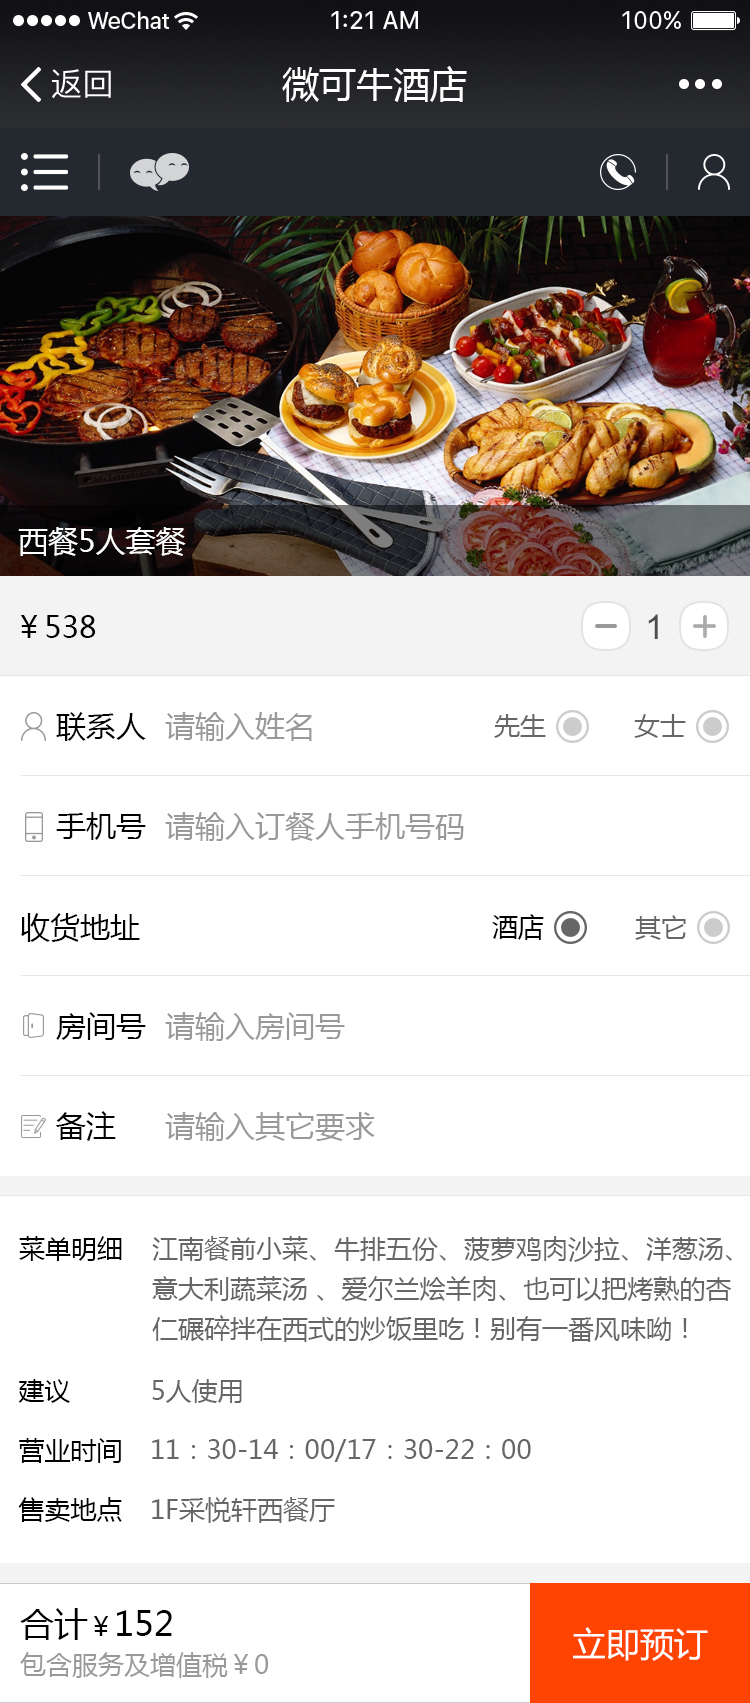 WeChat 1:21 AM 100%
返回 微可牛酒店
西餐5人套餐
¥ 538 1
联系人 请输入姓名 先生 女士
手机号 请输入订餐人手机号码
收货地址 酒店 其它
房间号 请输入房间号
备注 请输入其它要求
菜单明细 江南餐前小菜、牛排五份、菠萝鸡肉沙拉、洋葱汤、
意大利蔬菜汤 、爱尔兰烩羊肉、也可以把烤熟的杏
仁碾碎拌在西式的炒饭里吃！别有一番风味呦！
建议 5人使用
营业时间 11：30-14：00/17：30-22：00
售卖地点 1F采悦轩西餐厅
合计 ¥ 152
包含服务及增值税 ¥ 0
立即预订